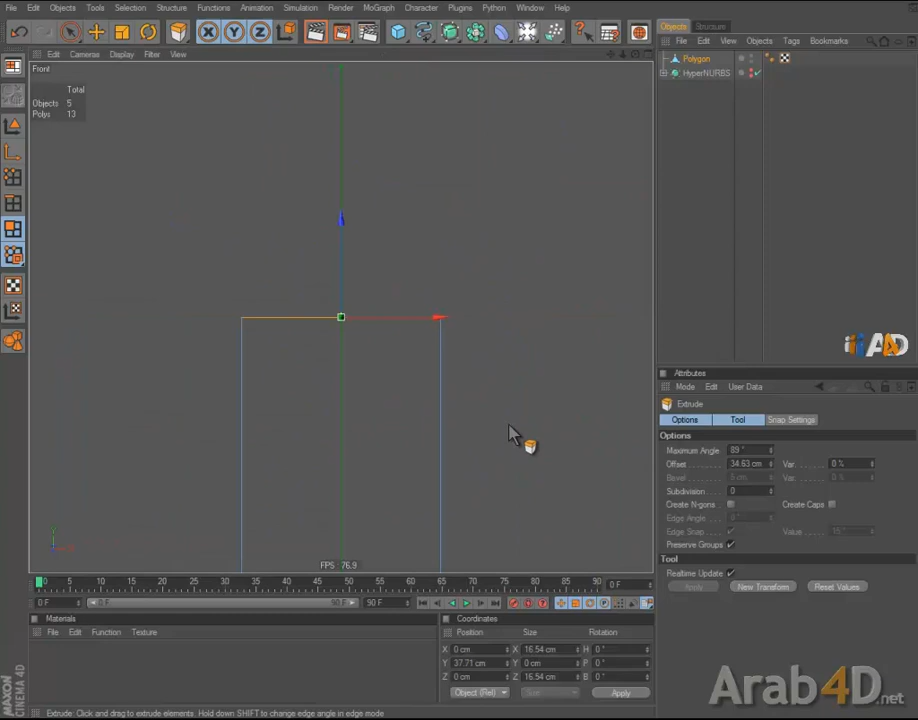 File Edit Objects Tools Selection Structure Functions Animation Simulation Render MoGraph Character Plugins Python Window Help
Edit Cameras Display Filter View
Front
Total
Objects 5
Polys 13
FPS 76.9
0 5 10 15 20 25 30 35 40 45 50 55 60 65 70 75 80 85 90 0 F
0 F 0 F 90 F 90 F
Materials
File Edit Function Texture
Coordinates
Position Size Rotation
X 0 cm X 16.54 cm H 0 °
Y 37.71 cm Y 0 cm P 0 °
Z 0 cm Z 16.54 cm B 0 °
Object (Rel) Size Apply
MAXON CINEMA 4D
Extrude: Click and drag to extrude elements. Hold down SHIFT to change edge angle in edge mode
Objects Structure
File Edit View Objects Tags Bookmarks
Polygon
HyperNURBS
Attributes
Mode Edit User Data
Extrude
Options Tool Snap Settings
Options
Maximum Angle 89 °
Offset 34.63 cm Var. 0 %
Bevel 5 cm Var. 0 %
Subdivision 0
Create N-gons Create Caps
Edge Angle 0 °
Edge Snap Value 15 °
Preserve Groups
Tool
Realtime Update
Apply New Transform Reset Values
Arab4D.net